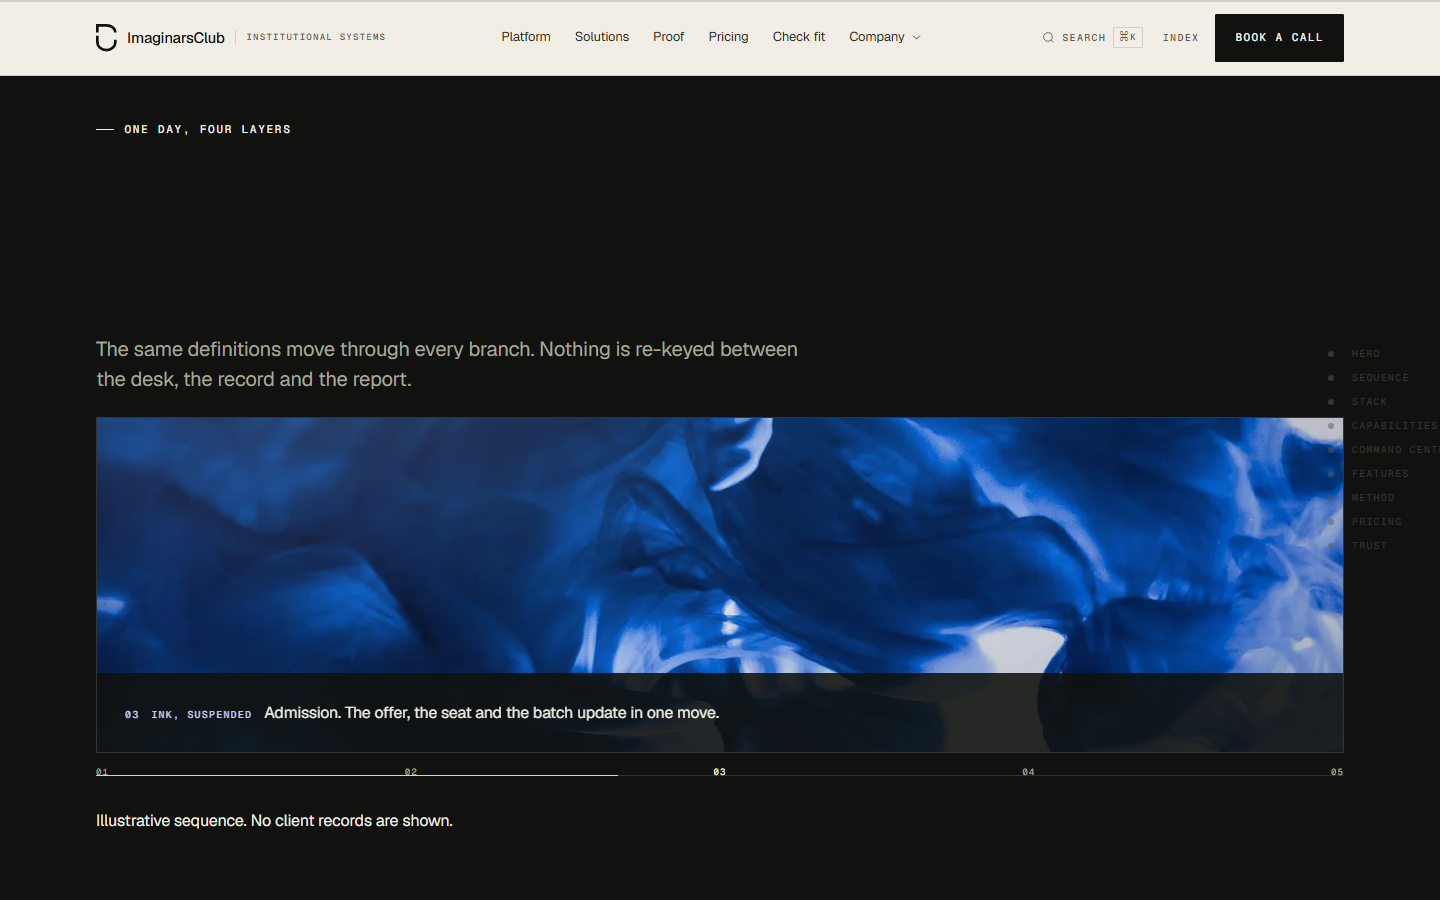 ImaginarsClub
INSTITUTIONAL SYSTEMS
Platform
Solutions
Proof
Pricing
Check fit
Company
SEARCH
⌘K
INDEX
BOOK A CALL
ONE DAY, FOUR LAYERS
The same definitions move through every branch. Nothing is re-keyed between
the desk, the record and the report.
HERO
SEQUENCE
STACK
CAPABILITIES
COMMAND
FEATURES
METHOD
PRICING
TRUST
03 INK, SUSPENDED Admission. The offer, the seat and the batch update in one move.
01 02 03 04 05
Illustrative sequence. No client records are shown.